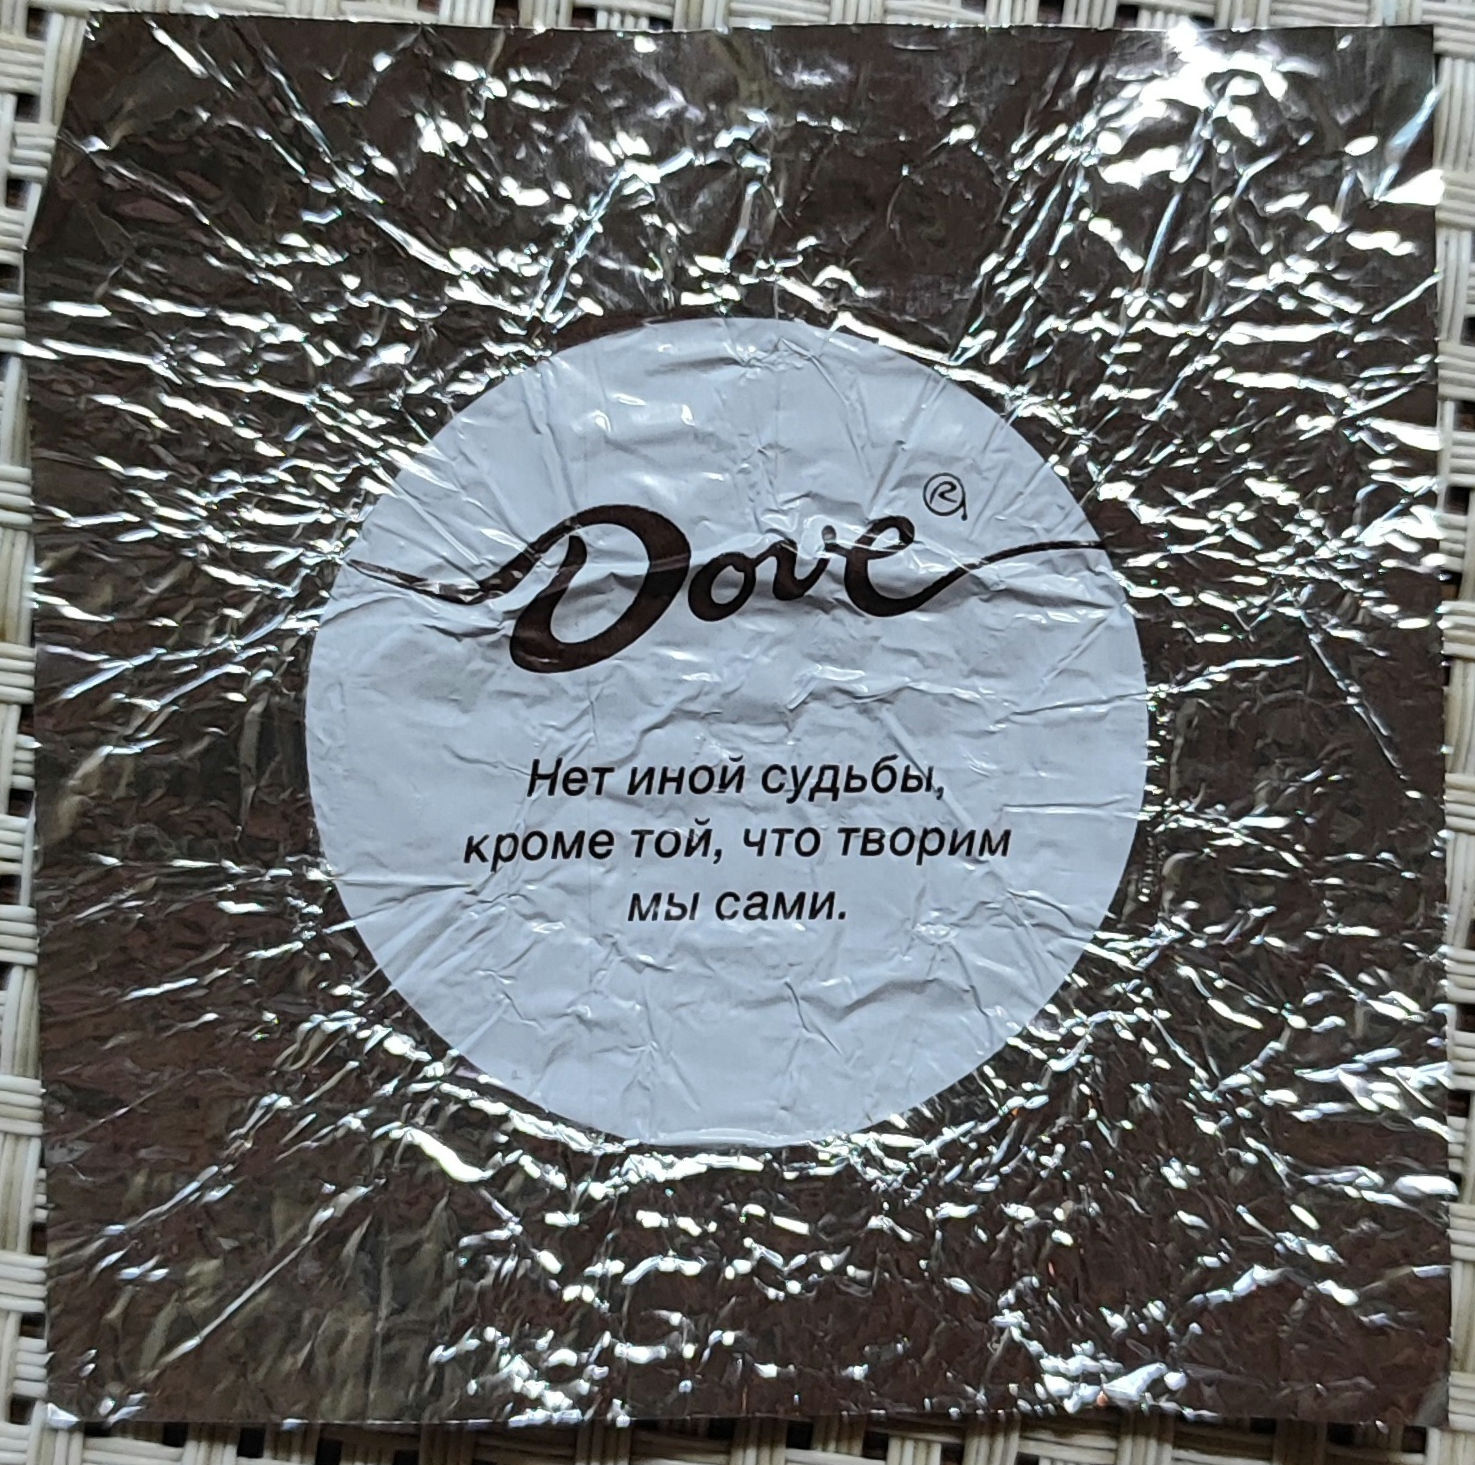 Dove®
Нет иной судьбы,
кроме той, что творим
мы сами.